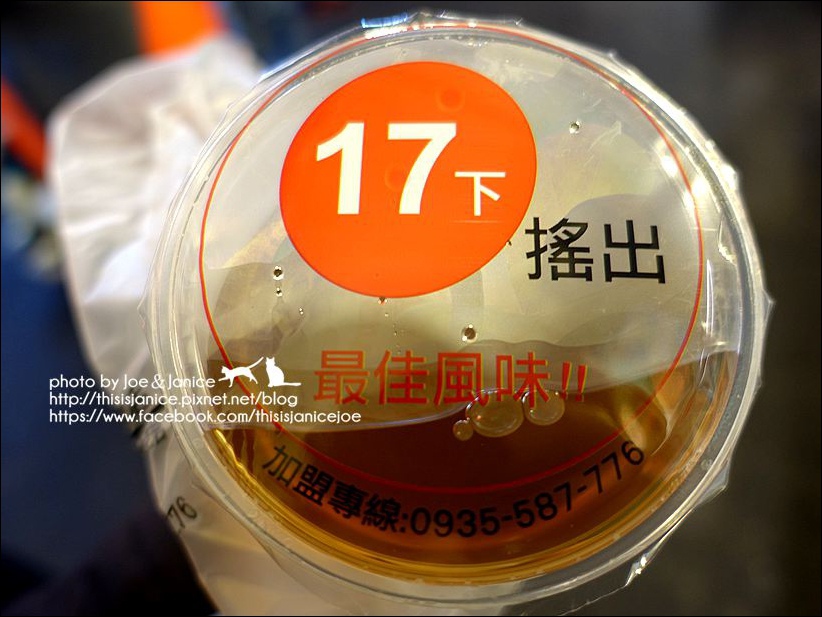 17下
搖出
最佳風味!!
加盟專線:0935-587-776
photo by Joe & Janice
http://thisisjanice.pixnet.net/blog
https://www.facebook.com/thisisjanicejoe
776